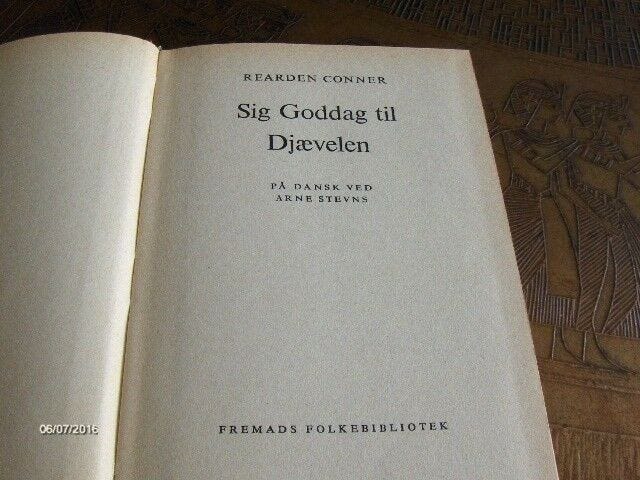 REARDEN CONNER
Sig Goddag til
Djævelen
PÅ DANSK VED
ARNE STEVNS
FREMADS FOLKEBIBLIOTEK
06/07/2016